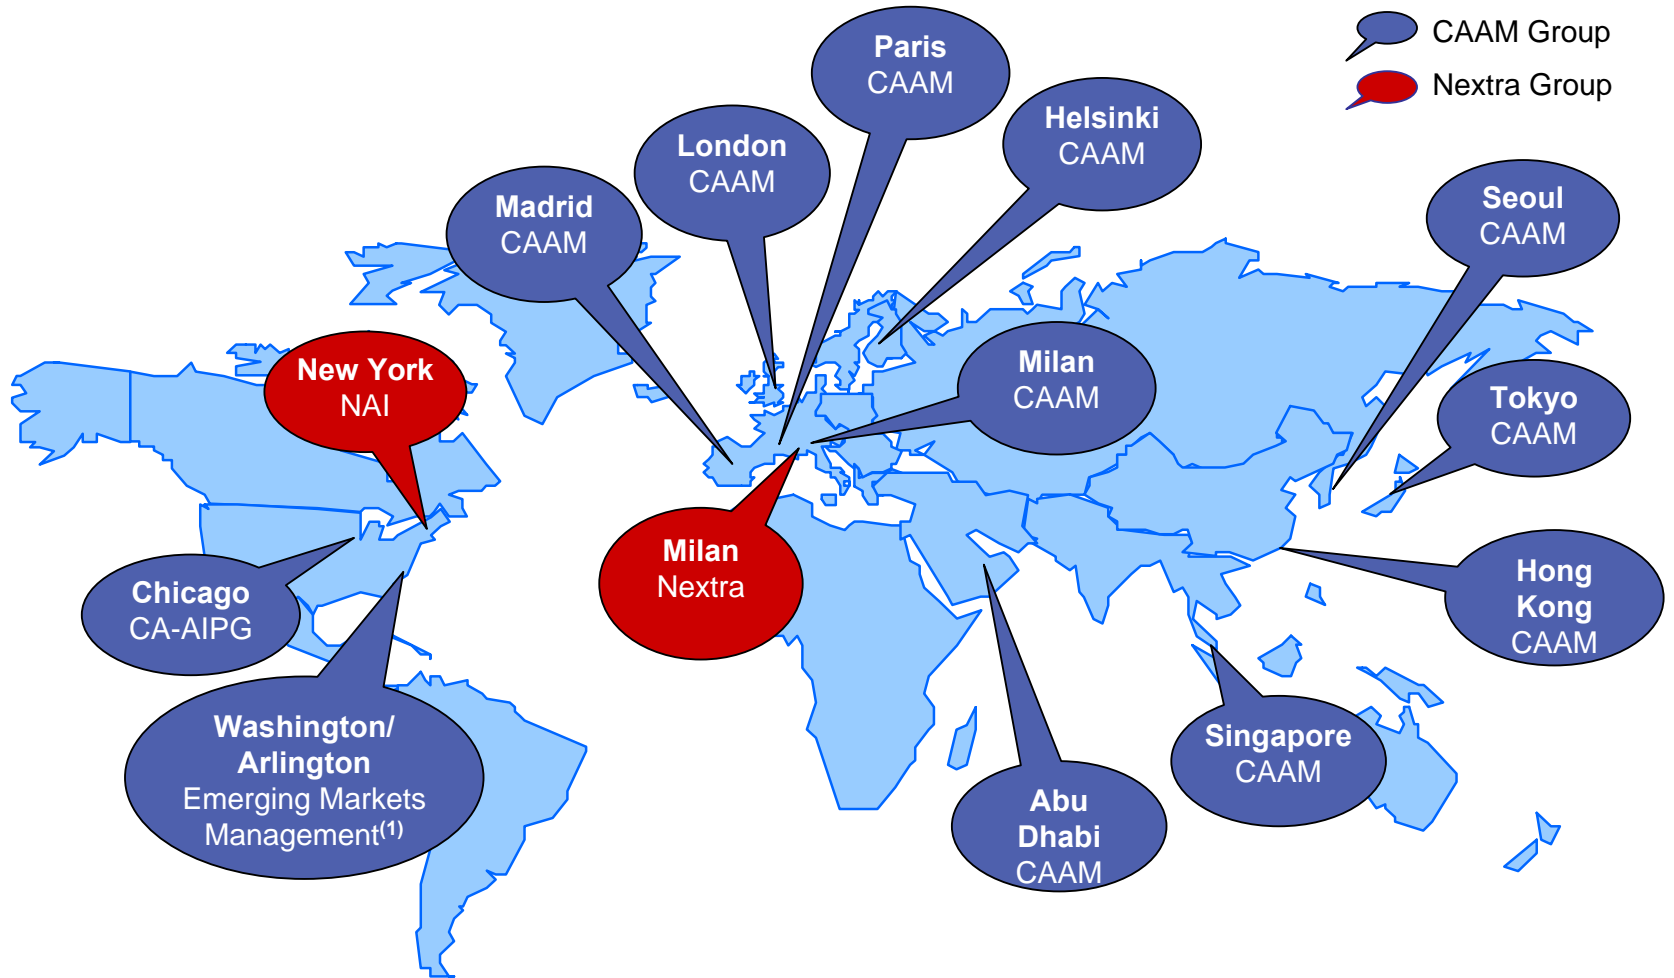 CAAM Group
Nextra Group
Paris
CAAM
Helsinki
CAAM
London
CAAM
Madrid
CAAM
Seoul
CAAM
New York
NAI
Milan
CAAM
Tokyo
CAAM
Milan
Nextra
Chicago
CA-AIPG
Hong
Kong
CAAM
Washington/
Arlington
Emerging Markets
Management(1)
Singapore
CAAM
Abu
Dhabi
CAAM